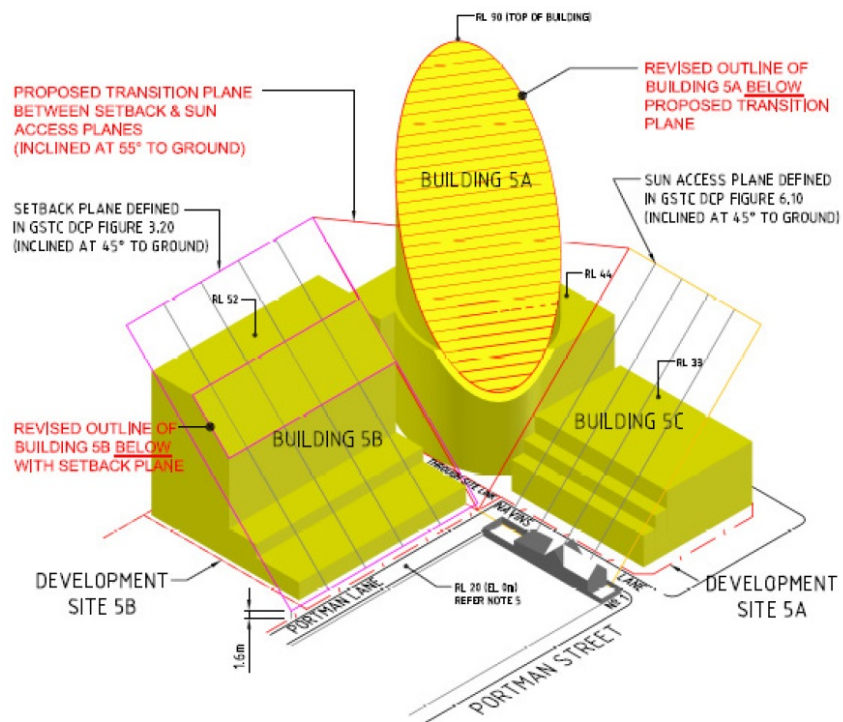 RL 90 (TOP OF BUILDING)
PROPOSED TRANSITION PLANE
BETWEEN SETBACK & SUN
ACCESS PLANES
(INCLINED AT 55° TO GROUND)
REVISED OUTLINE OF
BUILDING 5A BELOW
PROPOSED TRANSITION
PLANE
BUILDING 5A
SETBACK PLANE DEFINED
IN GSTC DCP FIGURE 3.20
(INCLINED AT 45° TO GROUND)
SUN ACCESS PLANE DEFINED
IN GSTC DCP FIGURE 6.10
(INCLINED AT 45° TO GROUND)
RL 52
RL 44
RL 33
REVISED OUTLINE OF
BUILDING 5B BELOW
WITH SETBACK PLANE
BUILDING 5B
BUILDING 5C
THROUGH SITE LINK
NAVINS
LANE
Nº 1
DEVELOPMENT
SITE 5B
PORTMAN LANE
RL 20 (EL 0m)
REFER NOTE 5
DEVELOPMENT
SITE 5A
1.6m
PORTMAN STREET